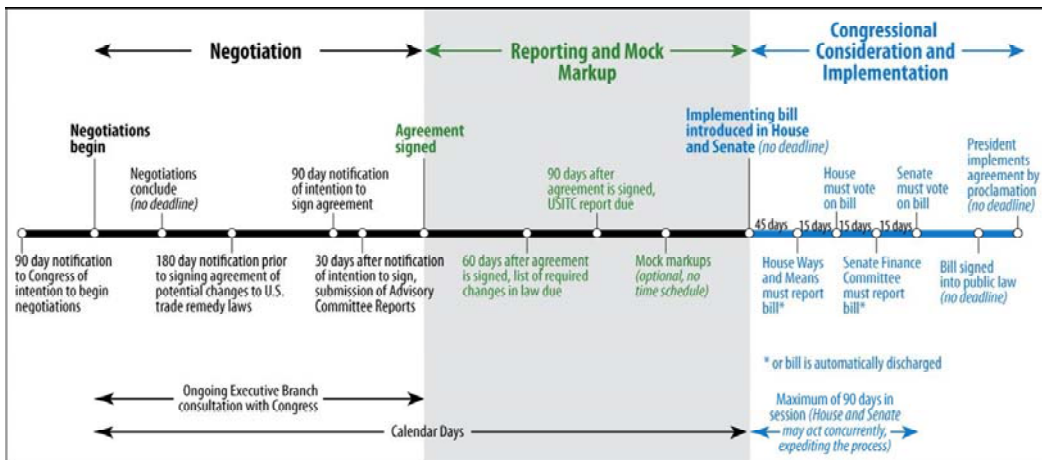 Negotiation
Reporting and Mock
Markup
Congressional
Consideration and
Implementation
Negotiations
begin
Agreement
signed
Implementing bill
introduced in House
and Senate (no deadline)
Negotiations
conclude
(no deadline)
90 day notification
of intention to
sign agreement
90 days after
agreement is signed,
USITC report due
House
must vote
on bill
Senate
must vote
on bill
President
implements
agreement by
proclamation
(no deadline)
45 days
15 days
15 days
15 days
90 day notification
to Congress of
intention to begin
negotiations
180 day notification prior
to signing agreement of
potential changes to U.S.
trade remedy laws
30 days after notification
of intention to sign,
submission of Advisory
Committee Reports
60 days after agreement
is signed, list of required
changes in law due
Mock markups
(optional, no
time schedule)
House Ways
and Means
must report
bill*
Senate Finance
Committee
must report
bill*
Bill signed
into public law
(no deadline)
* or bill is automatically discharged
Ongoing Executive Branch
consultation with Congress
Calendar Days
Maximum of 90 days in
session (House and Senate
may act concurrently,
expediting the process)